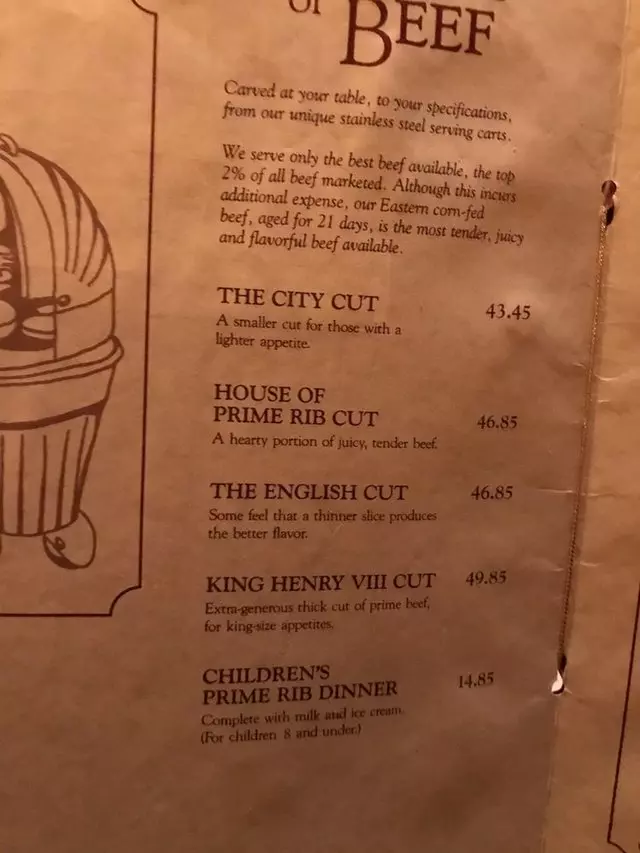 OF
BEEF
Carved at your table, to your specifications,
from our unique stainless steel serving carts.
We serve only the best beef available, the top
2% of all beef marketed. Although this incurs
additional expense, our Eastern corn-fed
beef, aged for 21 days, is the most tender, juicy
and flavorful beef available.
THE CITY CUT 43.45
A smaller cut for those with a
lighter appetite.
HOUSE OF
PRIME RIB CUT 46.85
A hearty portion of juicy, tender beef.
THE ENGLISH CUT 46.85
Some feel that a thinner slice produces
the better flavor.
KING HENRY VIII CUT 49.85
Extra-generous thick cut of prime beef,
for king-size appetites.
CHILDREN'S
PRIME RIB DINNER 14.85
Complete with milk and ice cream.
(For children 8 and under.)